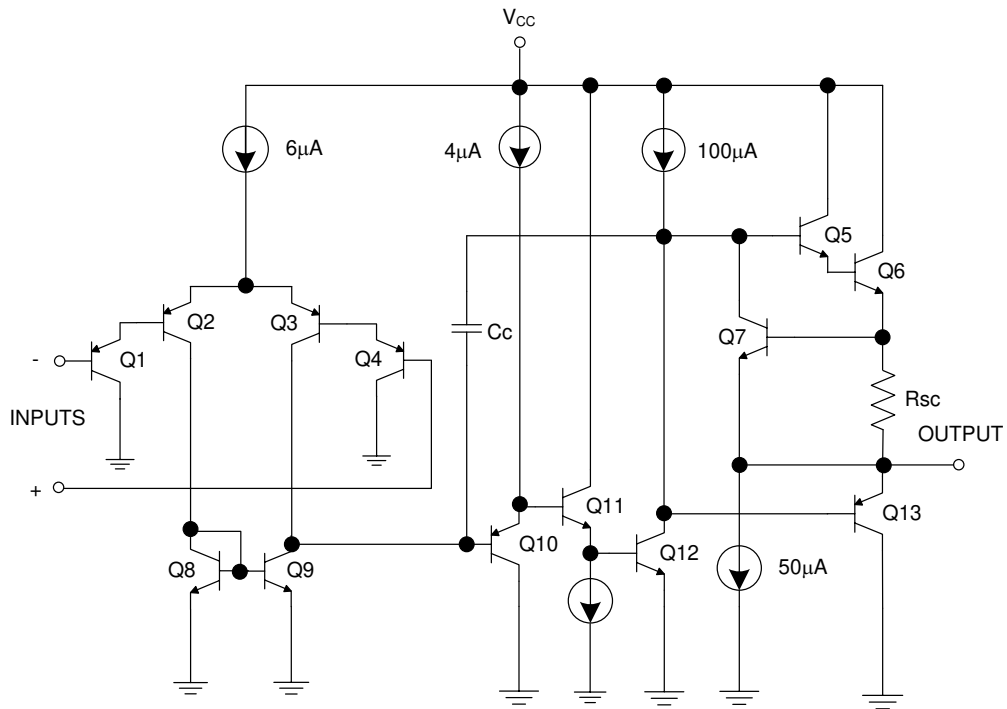 VCC
6µA
4µA
100µA
Q5
Q6
Q2
Q3
Q7
Cc
-
Q1
Q4
Rsc
INPUTS
OUTPUT
+
Q11
Q13
Q10
Q12
Q8
Q9
50µA